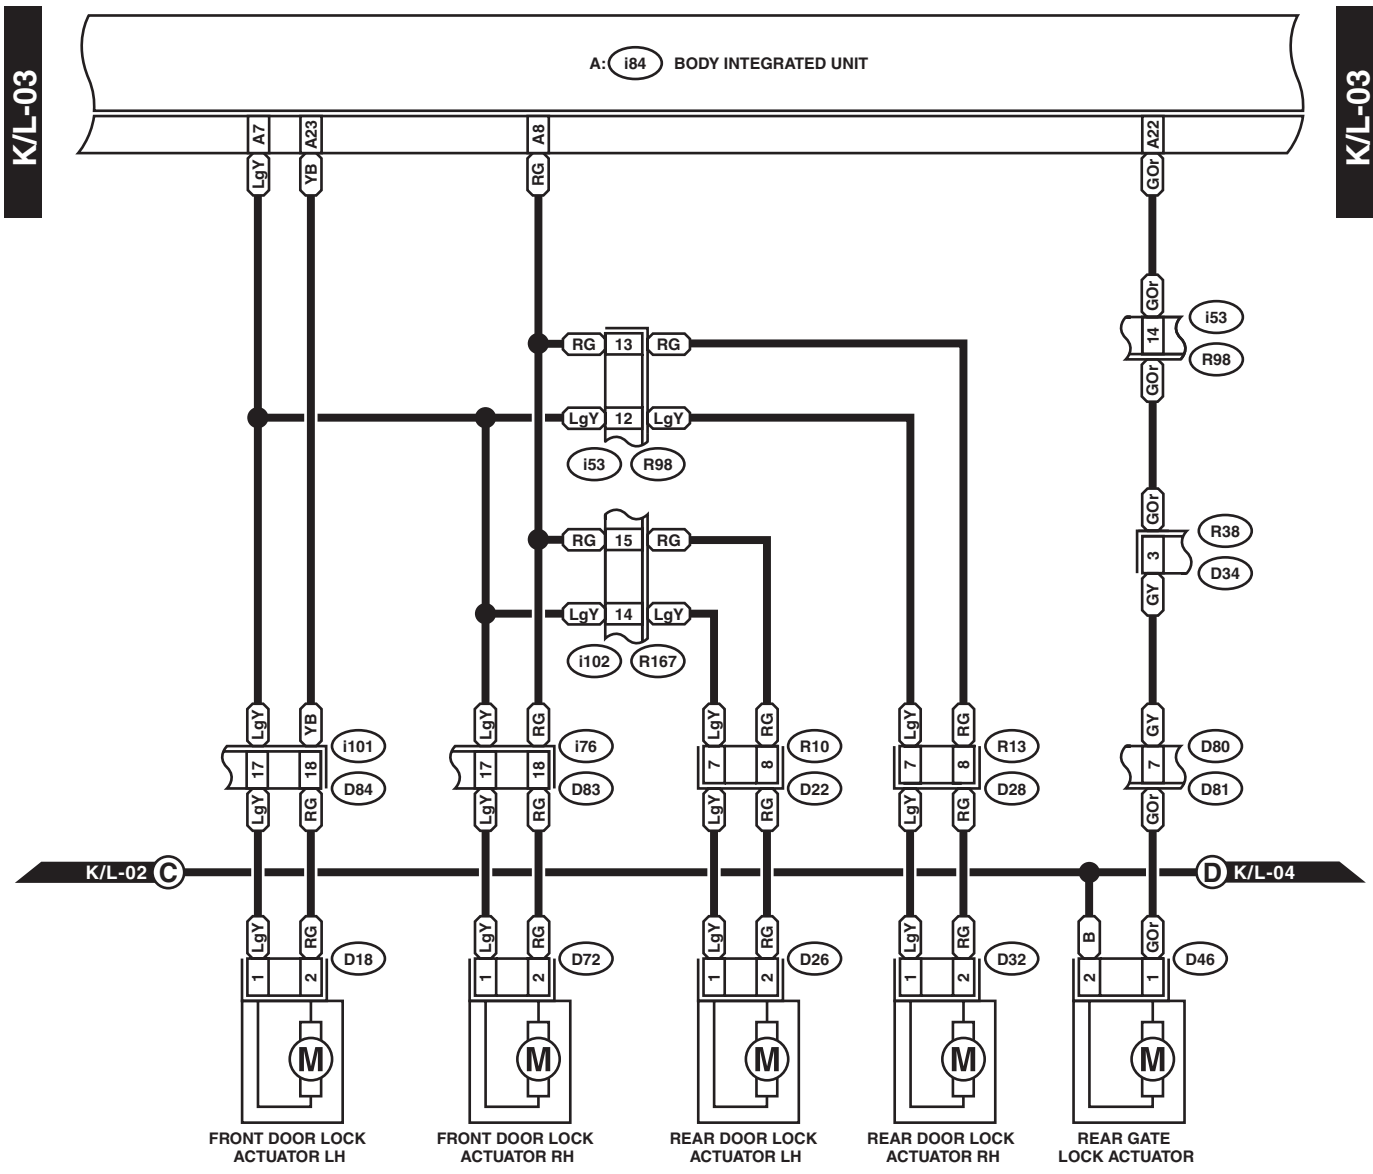 K/L-03
K/L-03
A: i84 BODY INTEGRATED UNIT
A7 A23 A8 A22
LgY YB RG GOr
GOr
i53
14
R98
GOr
RG 13 RG
LgY 12 LgY
i53 R98
GOr
R38
3
D34
GY
RG 15 RG
LgY 14 LgY
i102 R167
LgY YB LgY RG LgY RG LgY RG GY
i101 i76 R10 R13 D80
17 18 17 18 7 8 7 8 7
D84 D83 D22 D28 D81
LgY RG LgY RG LgY RG LgY RG GOr
K/L-02 C D K/L-04
LgY RG LgY RG LgY RG LgY RG B GOr
D18 D72 D26 D32 D46
1 2 1 2 1 2 1 2 2 1
M M M M M
FRONT DOOR LOCK
ACTUATOR LH
FRONT DOOR LOCK
ACTUATOR RH
REAR DOOR LOCK
ACTUATOR LH
REAR DOOR LOCK
ACTUATOR RH
REAR GATE
LOCK ACTUATOR